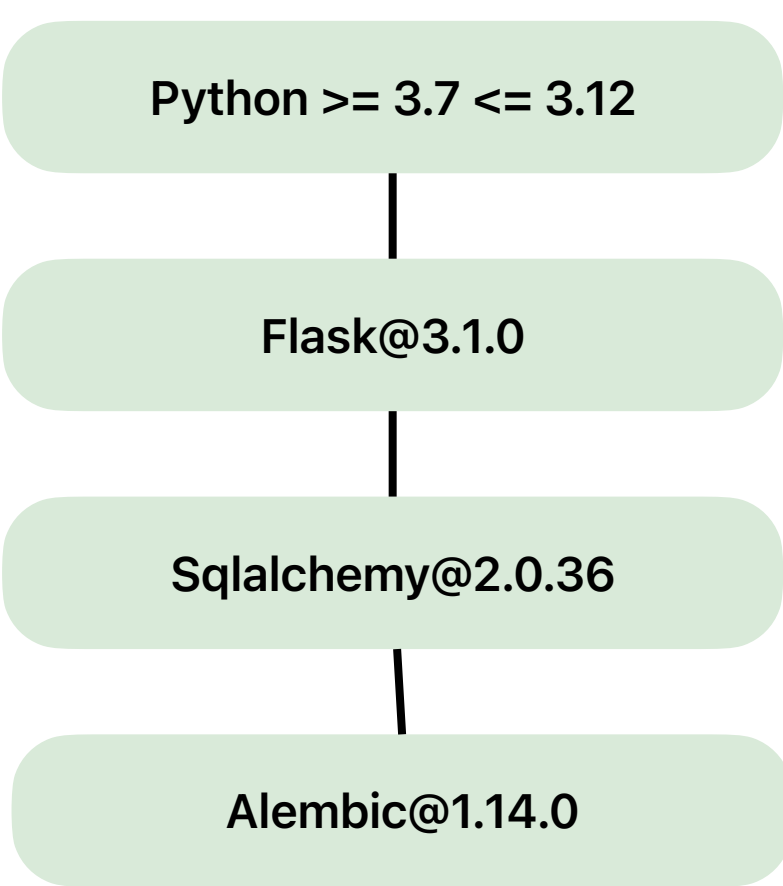 Python >= 3.7 <= 3.12
Flask@3.1.0
Sqlalchemy@2.0.36
Alembic@1.14.0